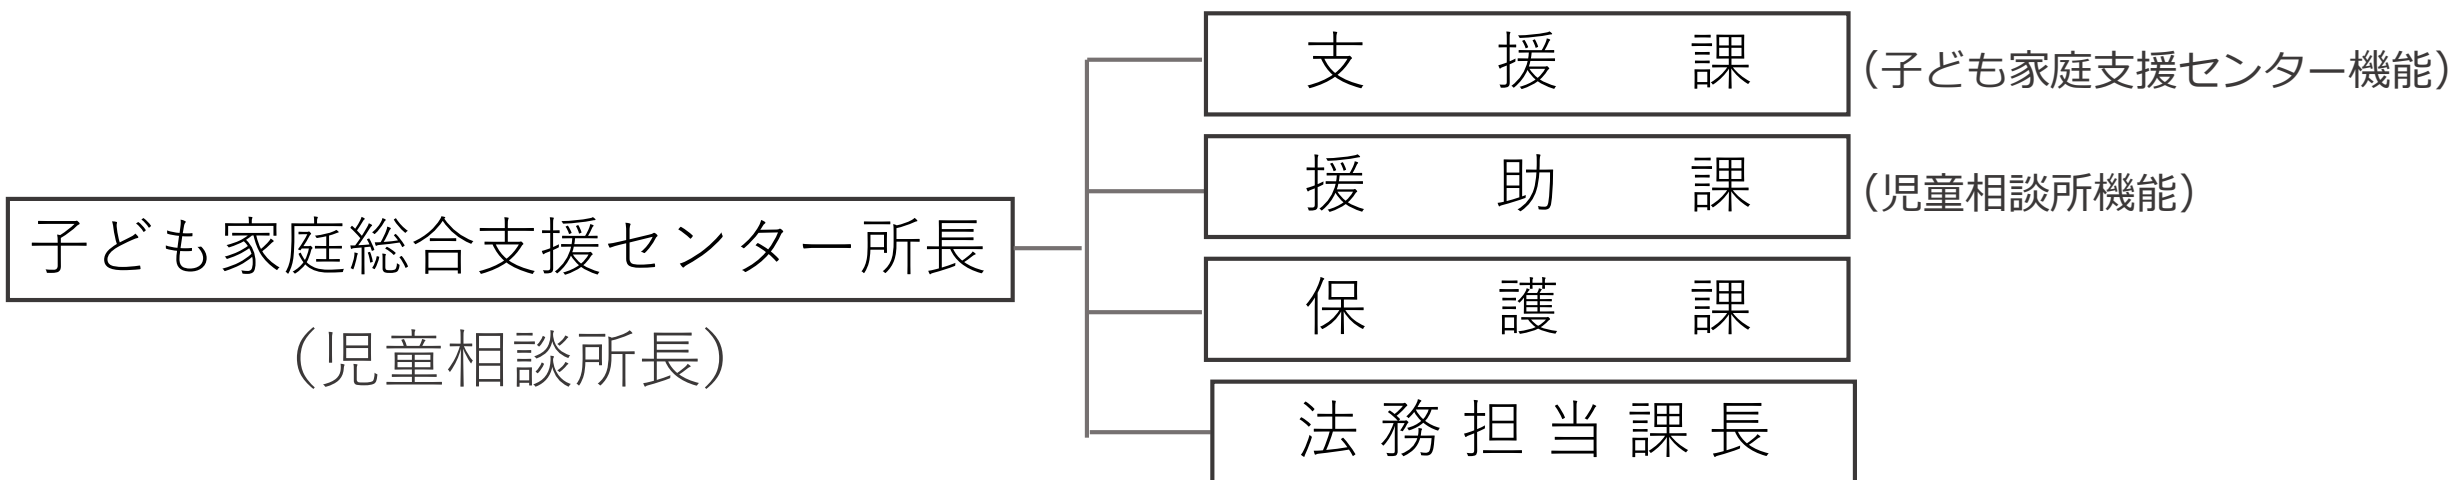 子ども家庭総合支援センター所長
（児童相談所長）
支援課
（子ども家庭支援センター機能）
援助課
（児童相談所機能）
保護課
法務担当課長